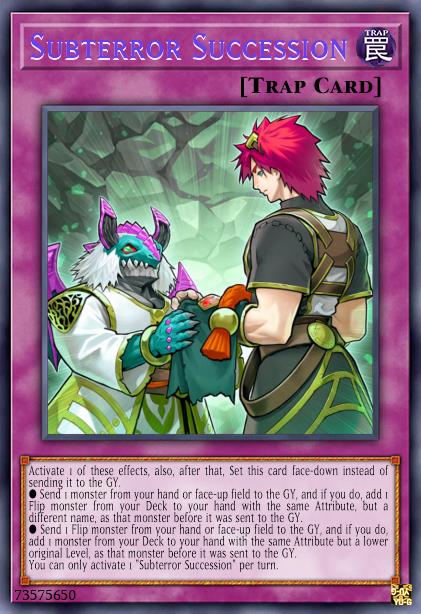 SUBTERROR SUCCESSION
TRAP
罠
[TRAP CARD]
Activate 1 of these effects, also, after that, Set this card face-down instead of
sending it to the GY.
● Send 1 monster from your hand or face-up field to the GY, and if you do, add 1
Flip monster from your Deck to your hand with the same Attribute, but a
different name, as that monster before it was sent to the GY.
● Send 1 Flip monster from your hand or face-up field to the GY, and if you do,
add 1 monster from your Deck to your hand with the same Attribute but a lower
original Level, as that monster before it was sent to the GY.
You can only activate 1 "Subterror Succession" per turn.
73575650